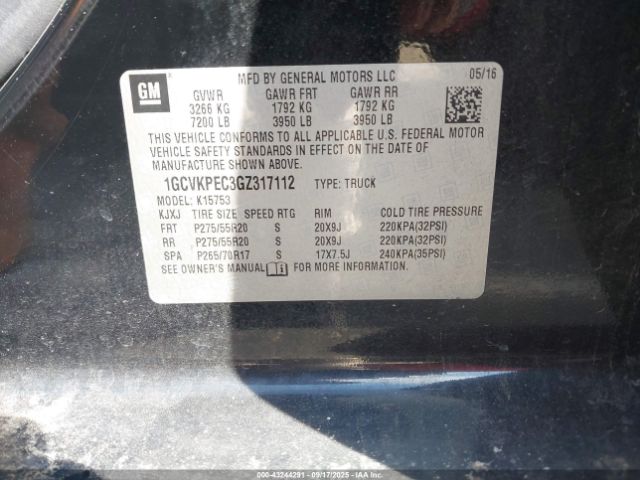 GM
MFD BY GENERAL MOTORS LLC 05/16
GVWR GAWR FRT GAWR RR
3266 KG 1792 KG 1792 KG
7200 LB 3950 LB 3950 LB
THIS VEHICLE CONFORMS TO ALL APPLICABLE U.S. FEDERAL MOTOR
VEHICLE SAFETY STANDARDS IN EFFECT ON THE DATE OF
MANUFACTURE SHOWN ABOVE.
1GCVKPEC3GZ317112 TYPE: TRUCK
MODEL: K15753
KJXJ TIRE SIZE SPEED RTG RIM COLD TIRE PRESSURE
FRT P275/55R20 S 20X9J 220KPA(32PSI)
RR P275/55R20 S 20X9J 220KPA(32PSI)
SPA P265/70R17 S 17X7.5J 240KPA(35PSI)
SEE OWNER'S MANUAL FOR MORE INFORMATION.
000-43244291 - 09/17/2025 - IAA Inc.